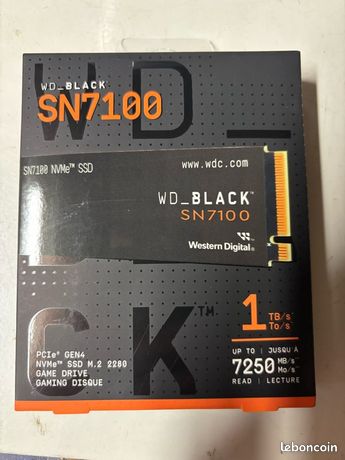 WD_BLACK
SN7100
WD_
CK™
SN7100 NVMe™ SSD
www.wdc.com
WD_BLACK™
SN7100
Western Digital®
1 TB/s
To/s
PCIe® GEN4
NVMe™ SSD M.2 2280
GAME DRIVE
GAMING DISQUE
UP TO | JUSQU'À
7250 MB/s
Mo/s
READ | LECTURE
leboncoin